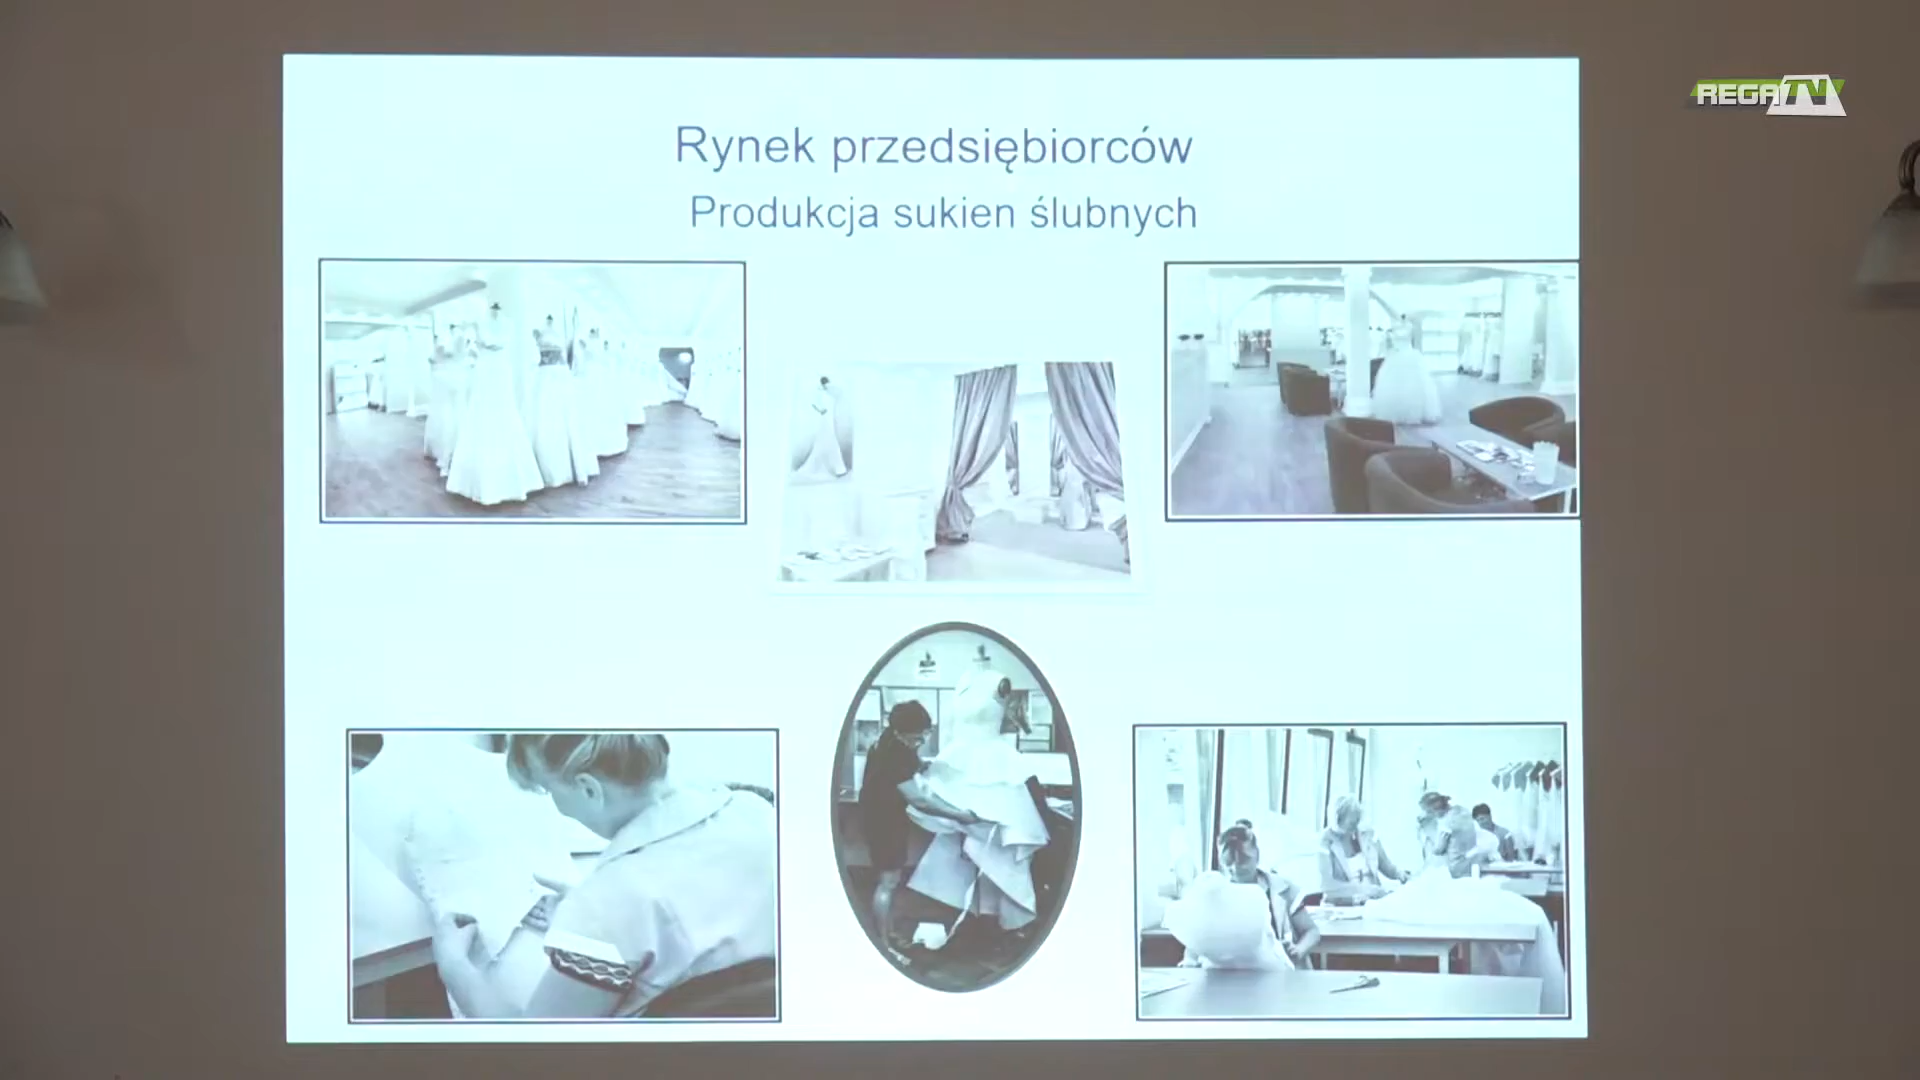 REGA TV
Rynek przedsiębiorców
Produkcja sukien ślubnych